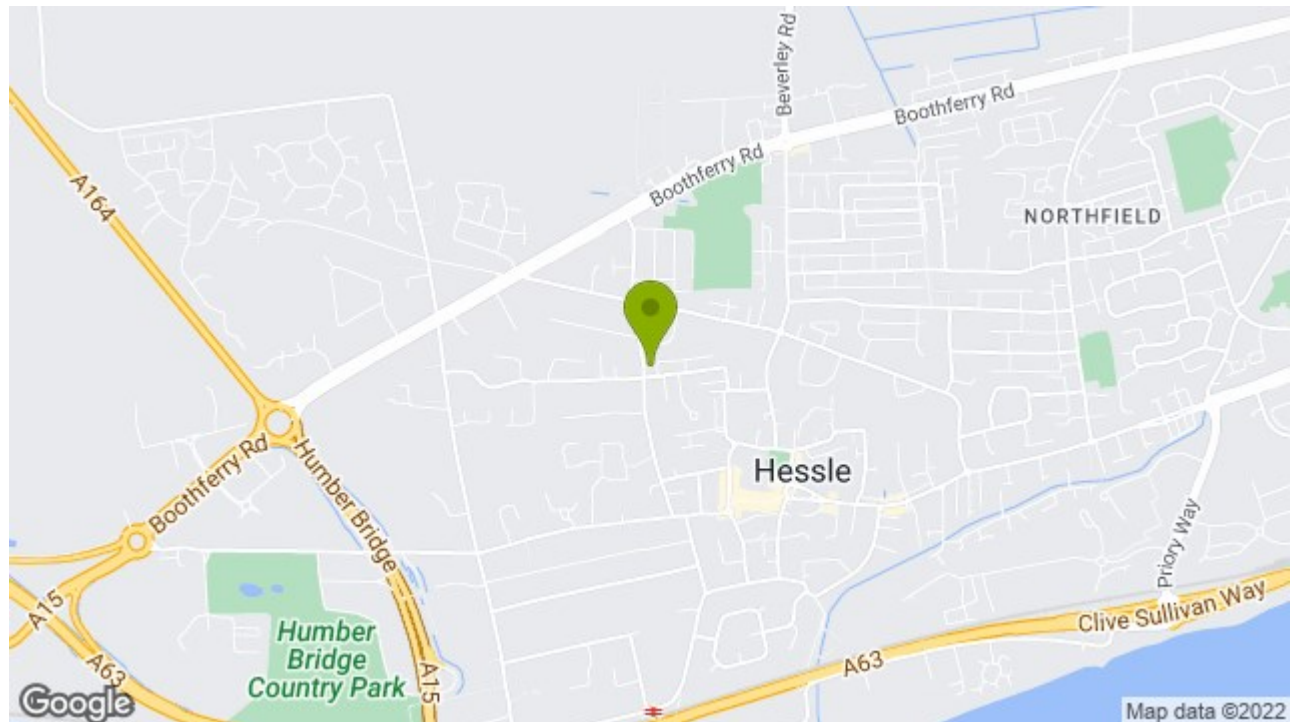 Beverley Rd
Boothferry Rd
Boothferry Rd
A164
NORTHFIELD
Hessle
Boothferry Rd
Humber Bridge
A15
A63
Humber
Bridge
Country Park
A15
A63
Clive Sullivan Way
Priory Way
Google
Map data ©2022